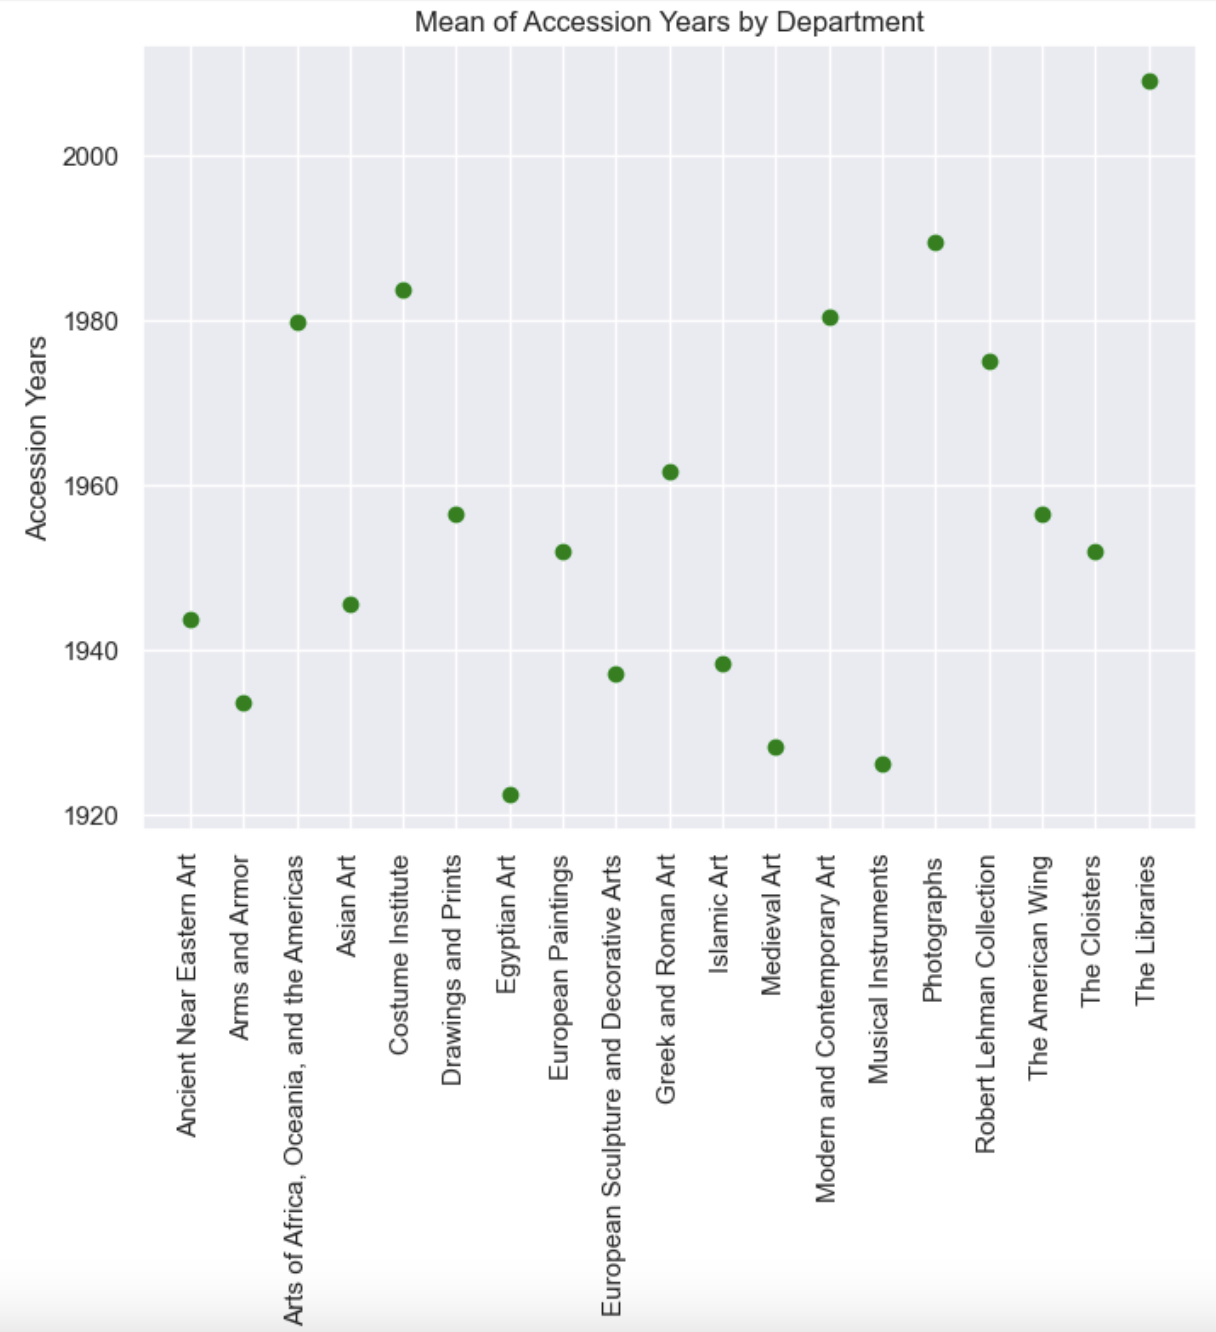 Mean of Accession Years by Department
Accession Years
2000
1980
1960
1940
1920
Ancient Near Eastern Art
Arms and Armor
Arts of Africa, Oceania, and the Americas
Asian Art
Costume Institute
Drawings and Prints
Egyptian Art
European Paintings
European Sculpture and Decorative Arts
Greek and Roman Art
Islamic Art
Medieval Art
Modern and Contemporary Art
Musical Instruments
Photographs
Robert Lehman Collection
The American Wing
The Cloisters
The Libraries